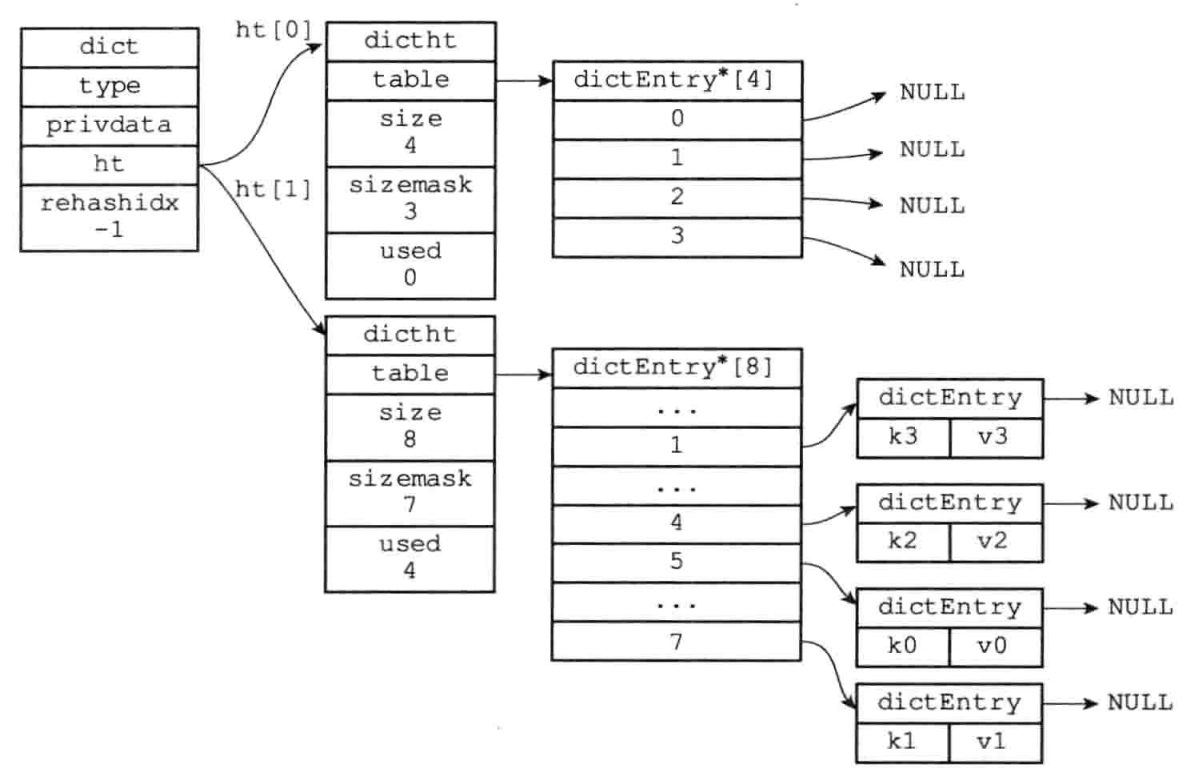 dict
type
privdata
ht
rehashidx
-1
ht[0]
ht[1]
dictht
table
size
4
sizemask
3
used
0
dictEntry*[4]
0
1
2
3
NULL
NULL
NULL
NULL
dictht
table
size
8
sizemask
7
used
4
dictEntry*[8]
...
1
...
4
5
...
7
dictEntry
k3 v3
NULL
dictEntry
k2 v2
NULL
dictEntry
k0 v0
NULL
dictEntry
k1 v1
NULL